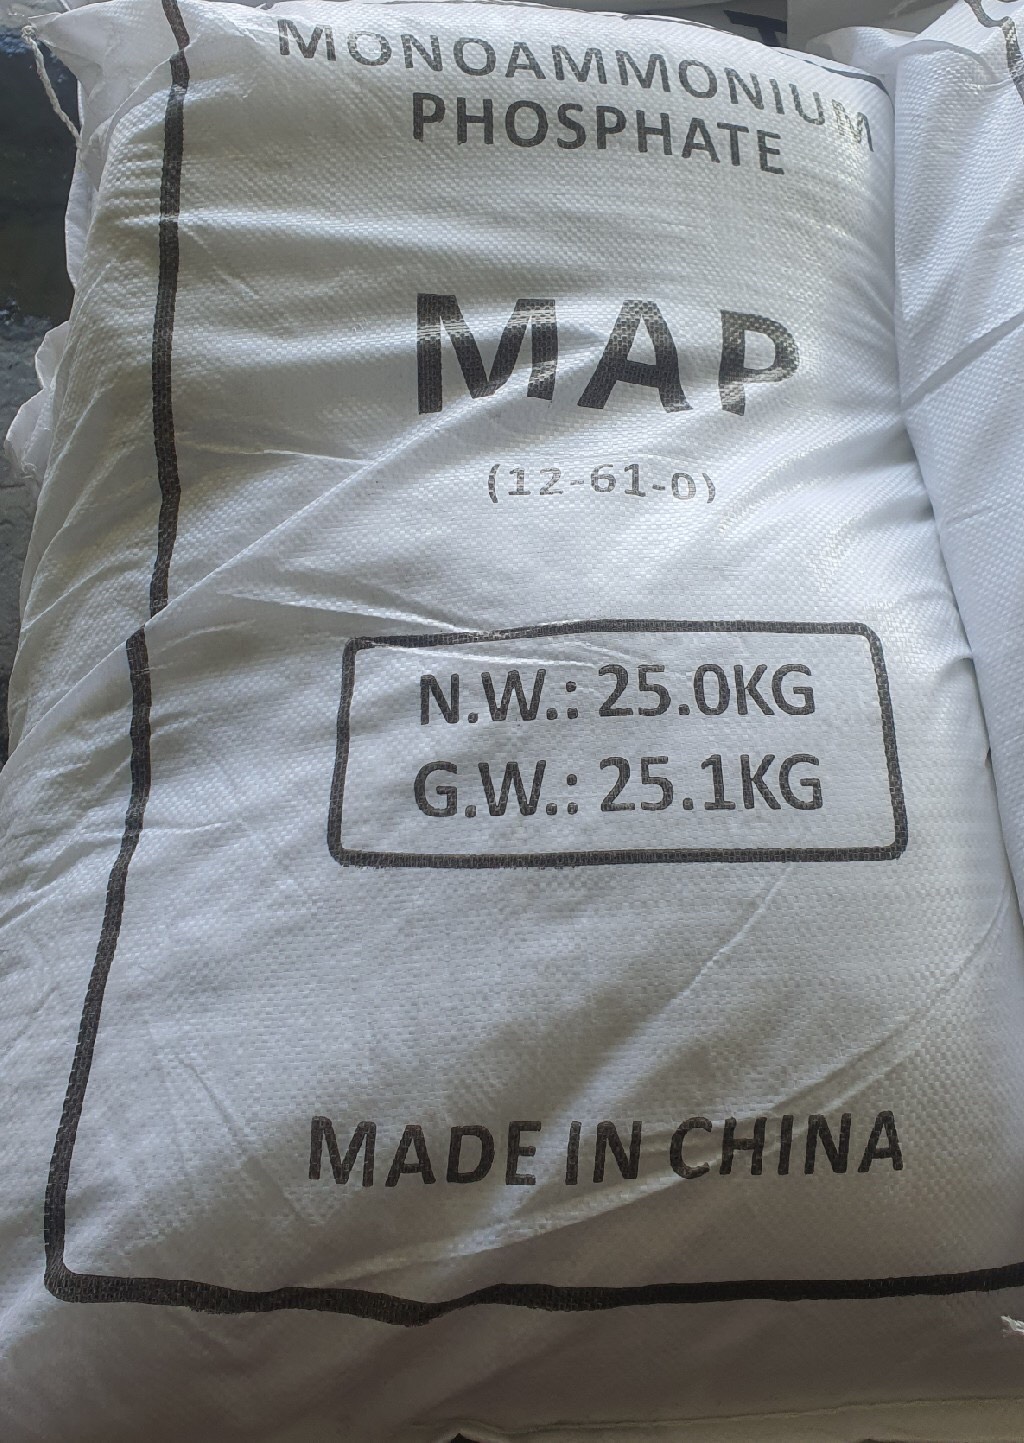 MONOAMMONIUM
PHOSPHATE
MAP
(12-61-0)
N.W.: 25.0KG
G.W.: 25.1KG
MADE IN CHINA